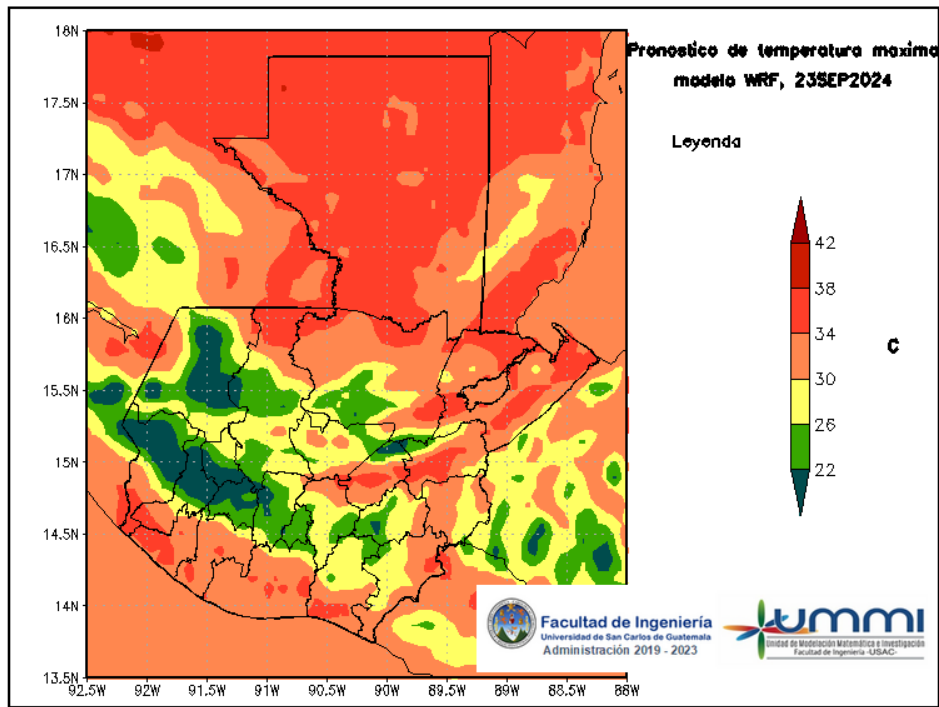 Pronostico de temperatura maxima
modelo WRF, 23SEP2024
Leyenda
42
38
34
30
26
22
C
18N
17.5N
17N
16.5N
16N
15.5N
15N
14.5N
14N
13.5N
92.5W
92W
91.5W
91W
90.5W
90W
89.5W
89W
88.5W
88W
Facultad de Ingeniería
Universidad de San Carlos de Guatemala
Administración 2019 - 2023
ummi
Unidad de Modelación Matemática e Investigación
Facultad de Ingeniería -USAC-